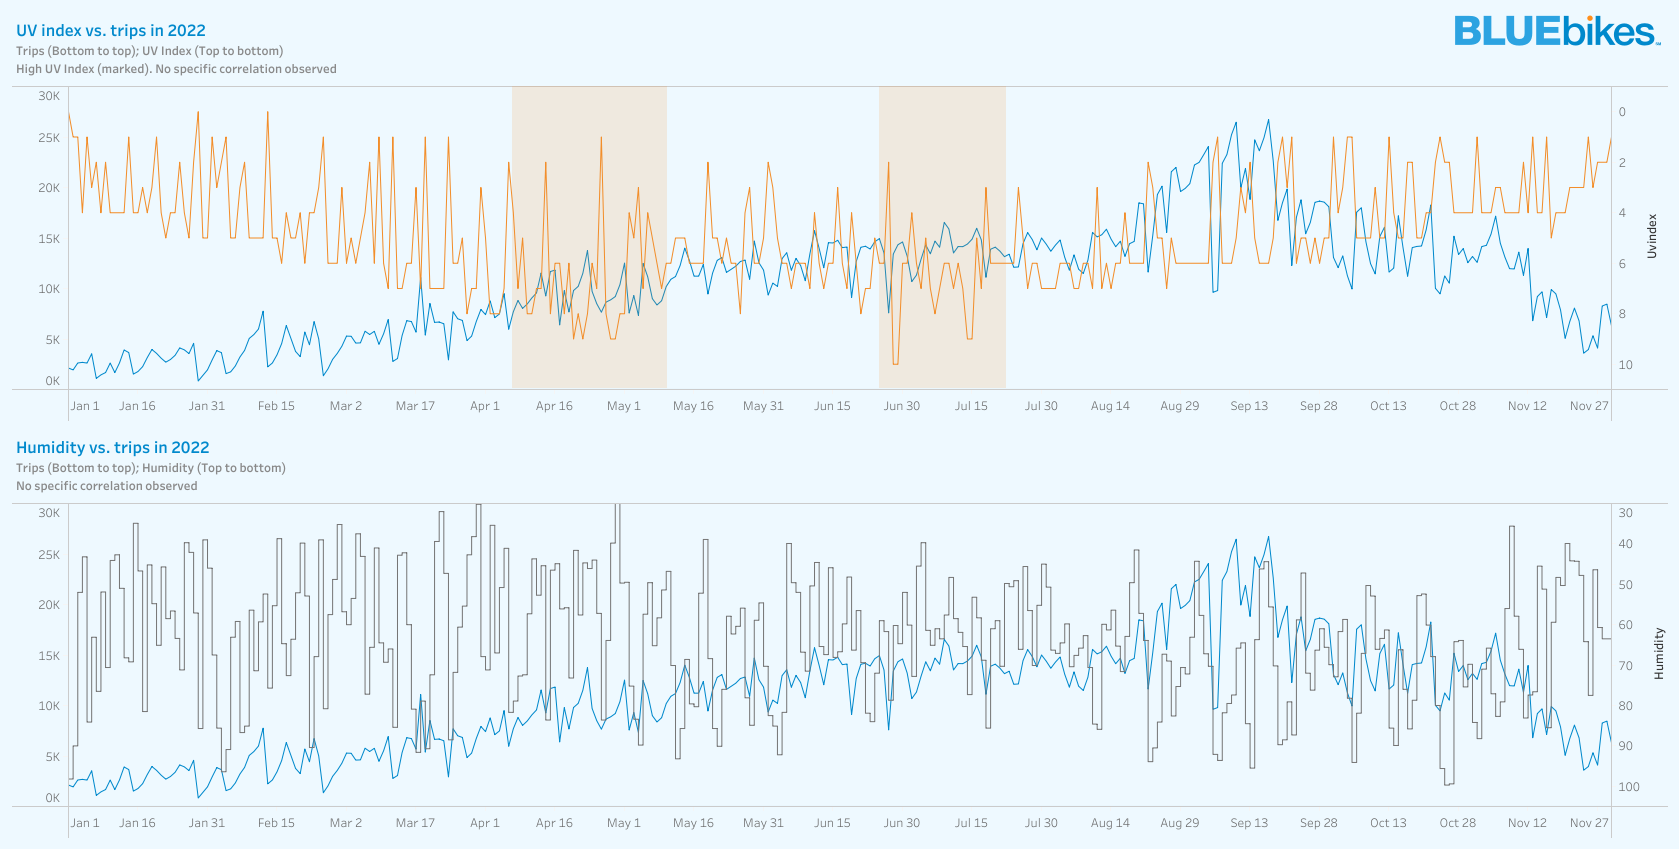 UV index vs. trips in 2022
BLUEbikes™
Trips (Bottom to top); UV Index (Top to bottom)
High UV Index (marked). No specific correlation observed
30K
25K
20K
15K
10K
5K
0K
0
2
4
6
8
10
Uvindex
Jan 1 Jan 16 Jan 31 Feb 15 Mar 2 Mar 17 Apr 1 Apr 16 May 1 May 16 May 31 Jun 15 Jun 30 Jul 15 Jul 30 Aug 14 Aug 29 Sep 13 Sep 28 Oct 13 Oct 28 Nov 12 Nov 27
Humidity vs. trips in 2022
Trips (Bottom to top); Humidity (Top to bottom)
No specific correlation observed
30K
25K
20K
15K
10K
5K
0K
30
40
50
60
70
80
90
100
Humidity
Jan 1 Jan 16 Jan 31 Feb 15 Mar 2 Mar 17 Apr 1 Apr 16 May 1 May 16 May 31 Jun 15 Jun 30 Jul 15 Jul 30 Aug 14 Aug 29 Sep 13 Sep 28 Oct 13 Oct 28 Nov 12 Nov 27